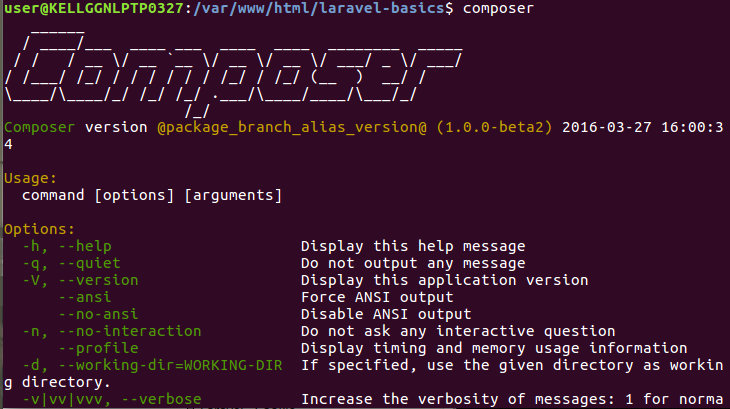 user@KELLGGNLPTP0327:/var/www/html/laravel-basics$ composer
Composer
Composer version @package_branch_alias_version@ (1.0.0-beta2) 2016-03-27 16:00:3
4
Usage:
command [options] [arguments]
Options:
-h, --help Display this help message
-q, --quiet Do not output any message
-V, --version Display this application version
--ansi Force ANSI output
--no-ansi Disable ANSI output
-n, --no-interaction Do not ask any interactive question
--profile Display timing and memory usage information
-d, --working-dir=WORKING-DIR If specified, use the given directory as workin
g directory.
-v|vv|vvv, --verbose Increase the verbosity of messages: 1 for norma